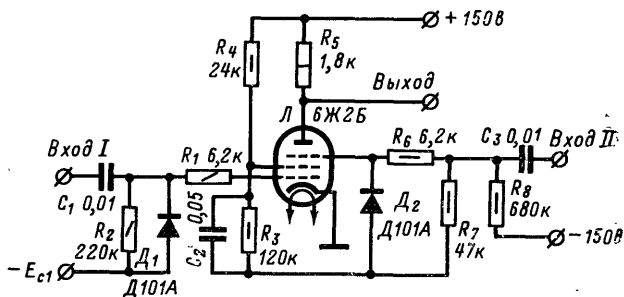 + 150В
R4
24к
R5
1,8к
Выход
Л 6Ж2Б
Вход I
R1 6,2к
R6 6,2к
C3 0,01
Вход II
C1 0,01
0,05
C2
R2
220к
Д1
Д101А
R3
120к
Д2
Д101А
R7
47к
R8
680к
−150В
− Ec1